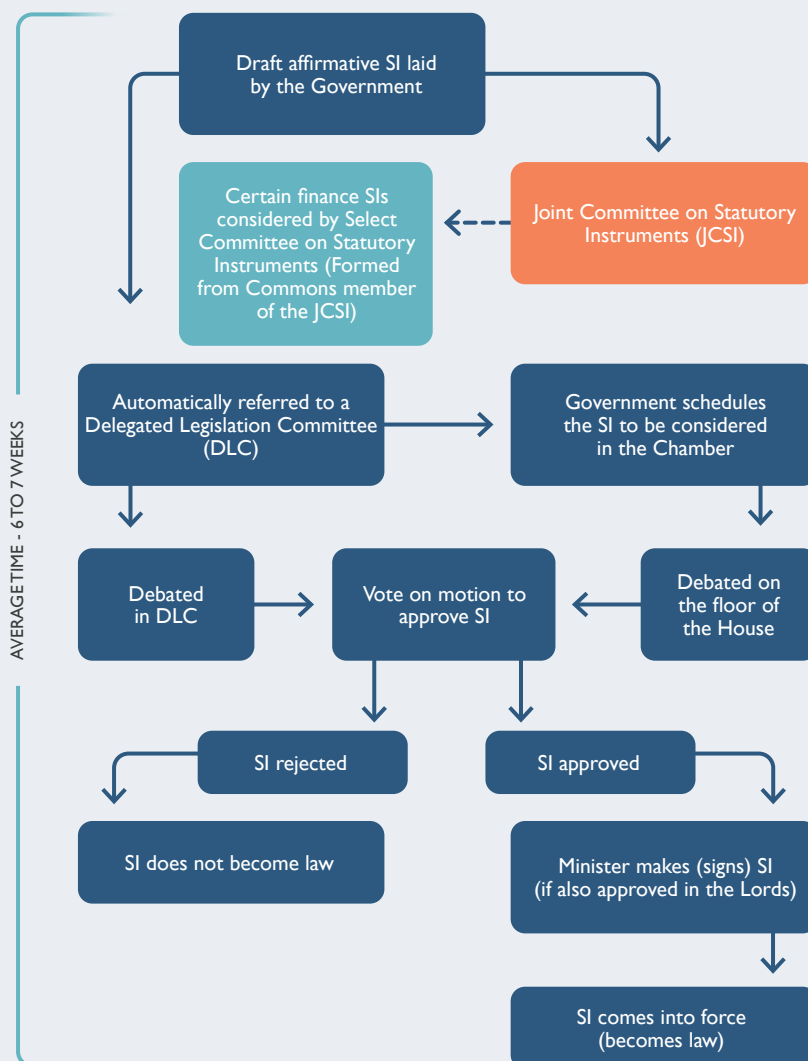 Draft affirmative SI laid
by the Government
Certain finance SIs
considered by Select
Committee on Statutory
Instruments (Formed
from Commons member
of the JCSI)
Joint Committee on Statutory
Instruments (JCSI)
Automatically referred to a
Delegated Legislation Committee
(DLC)
Government schedules
the SI to be considered
in the Chamber
AVERAGE TIME - 6 TO 7 WEEKS
Debated
in DLC
Vote on motion to
approve SI
Debated on
the floor of
the House
SI rejected
SI approved
SI does not become law
Minister makes (signs) SI
(if also approved in the Lords)
SI comes into force
(becomes law)